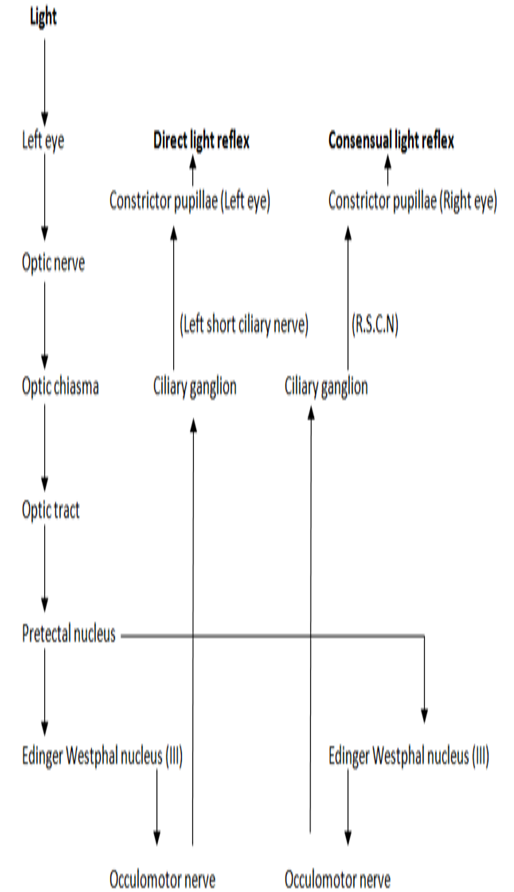 Light
Left eye
Direct light reflex
Consensual light reflex
Constrictor pupillae (Left eye)
Constrictor pupillae (Right eye)
Optic nerve
(Left short ciliary nerve)
(R.S.C.N)
Optic chiasma
Ciliary ganglion
Ciliary ganglion
Optic tract
Pretectal nucleus
Edinger Westphal nucleus (III)
Edinger Westphal nucleus (III)
Occulomotor nerve
Occulomotor nerve